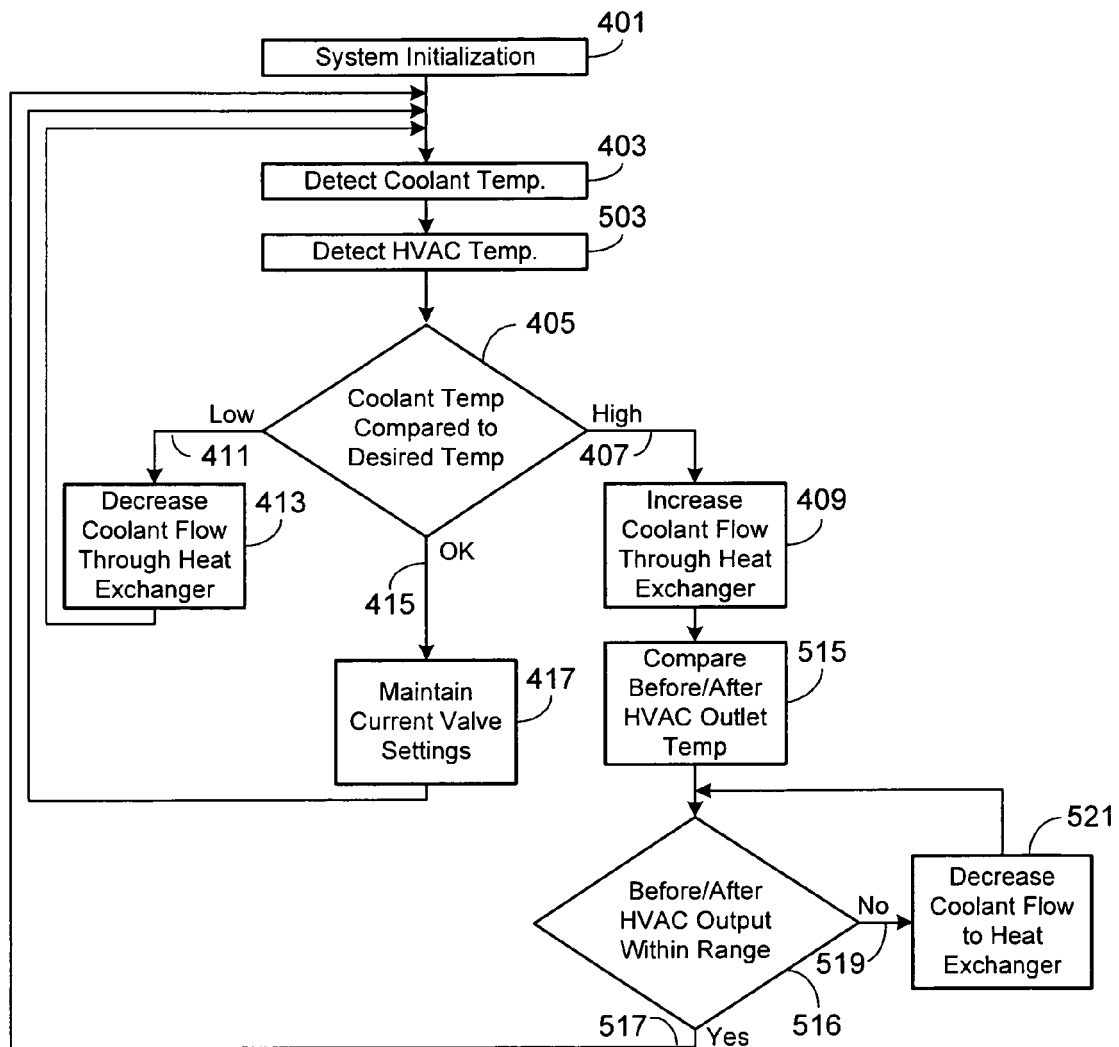 401
System Initialization
403
Detect Coolant Temp.
503
Detect HVAC Temp.
405
Coolant Temp
Compared to
Desired Temp
Low
411
High
407
Decrease
Coolant Flow
Through Heat
Exchanger
413
OK
415
Increase
Coolant Flow
Through Heat
Exchanger
409
Maintain
Current Valve
Settings
417
Compare
Before/After
HVAC Outlet
Temp
515
Before/After
HVAC Output
Within Range
516
No
519
521
Decrease
Coolant Flow
to Heat
Exchanger
517
Yes